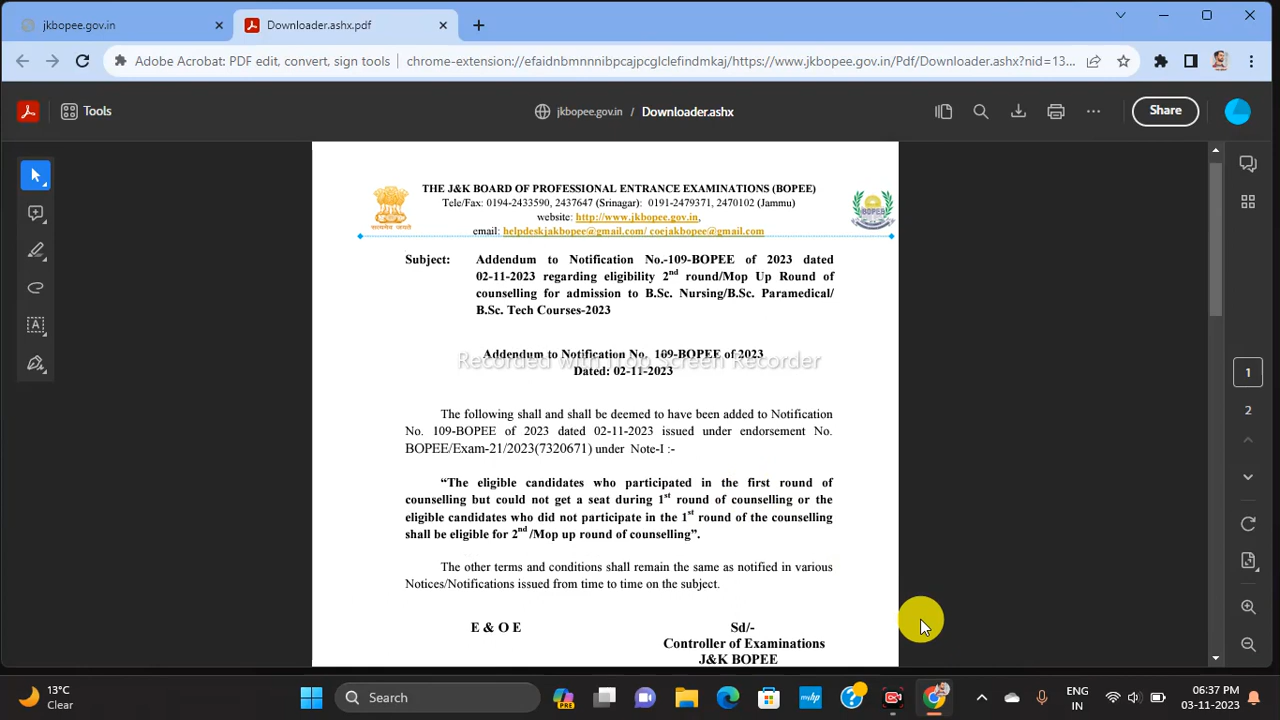 jkbopee.gov.in
Downloader.ashx.pdf
Adobe Acrobat: PDF edit, convert, sign tools
chrome-extension://efaidnbmnnnibpcajpcglclefindmkaj/https://www.jkbopee.gov.in/Pdf/Downloader.ashx?nid=13...
Tools
jkbopee.gov.in / Downloader.ashx
Share
THE J&K BOARD OF PROFESSIONAL ENTRANCE EXAMINATIONS (BOPEE)
Tele/Fax: 0194-2433590, 2437647 (Srinagar): 0191-2479371, 2470102 (Jammu)
website: http://www.jkbopee.gov.in,
email: helpdeskjakbopee@gmail.com/ coejakbopee@gmail.com
सत्यमेव जयते
BOPEE
Subject: Addendum to Notification No.-109-BOPEE of 2023 dated
02-11-2023 regarding eligibility 2nd round/Mop Up Round of
counselling for admission to B.Sc. Nursing/B.Sc. Paramedical/
B.Sc. Tech Courses-2023
Addendum to Notification No. 109-BOPEE of 2023
Recorded with iTop Screen Recorder
Dated: 02-11-2023
The following shall and shall be deemed to have been added to Notification
No. 109-BOPEE of 2023 dated 02-11-2023 issued under endorsement No.
BOPEE/Exam-21/2023(7320671) under Note-I :-
“The eligible candidates who participated in the first round of
counselling but could not get a seat during 1st round of counselling or the
eligible candidates who did not participate in the 1st round of the counselling
shall be eligible for 2nd /Mop up round of counselling”.
The other terms and conditions shall remain the same as notified in various
Notices/Notifications issued from time to time on the subject.
E & O E
Sd/-
Controller of Examinations
J&K BOPEE
1
2
13°C
Clear
Search
PRE
ENG
IN
06:37 PM
03-11-2023